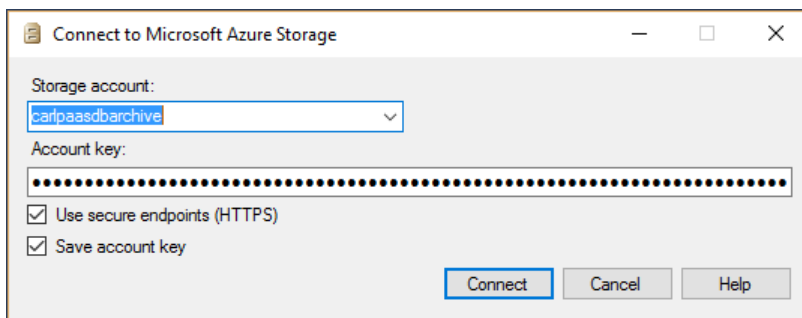 Connect to Microsoft Azure Storage
Storage account:
carlpaasdbarchive
Account key:
●●●●●●●●●●●●●●●●●●●●●●●●●●●●●●●●●●●●●●●●●●●●●●●●●●●●●●●●●●●●●●●●●●●●●●●●
Use secure endpoints (HTTPS)
Save account key
Connect Cancel Help